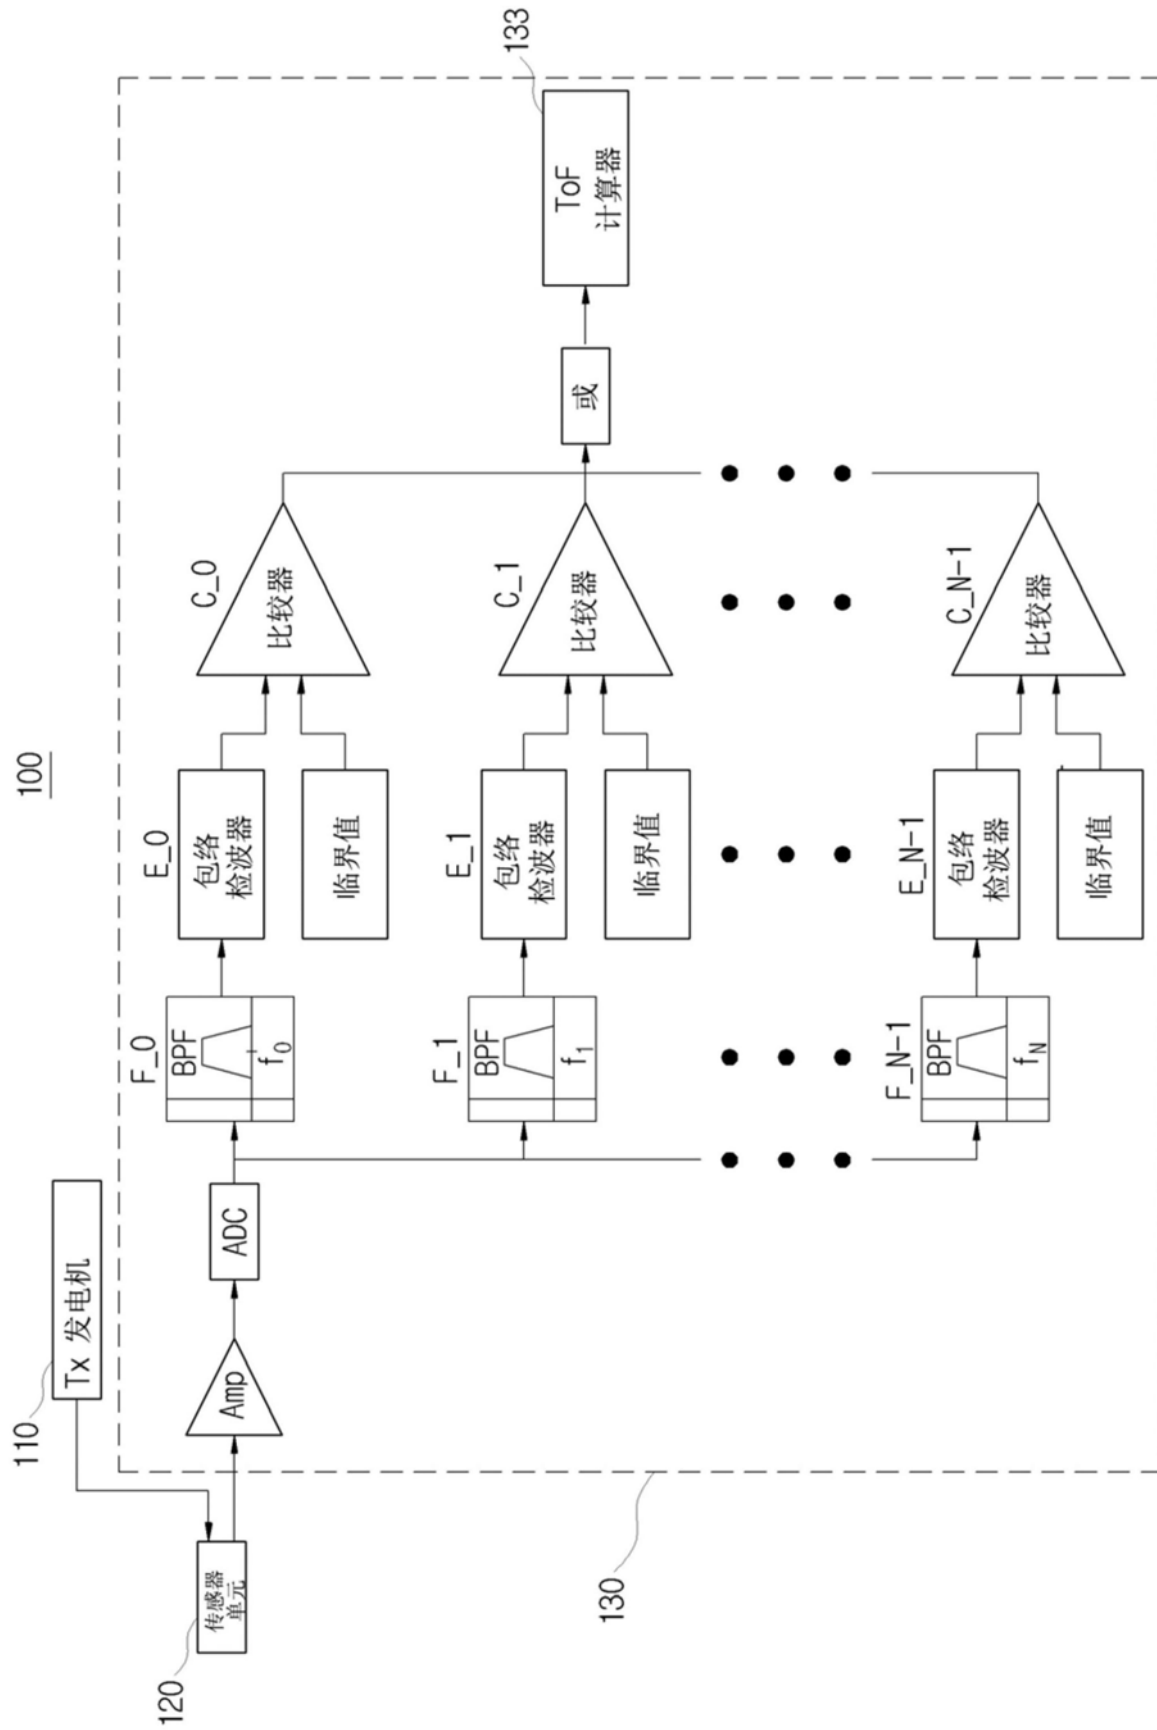 100
110
Tx 发电机
120
传感器
单元
130
Amp
ADC
F_0
BPF
f0
E_0
包络
检波器
临界值
C_0
比较器
F_1
BPF
f1
E_1
包络
检波器
临界值
C_1
比较器
F_N-1
BPF
fN
E_N-1
包络
检波器
临界值
C_N-1
比较器
或
133
ToF
计算器